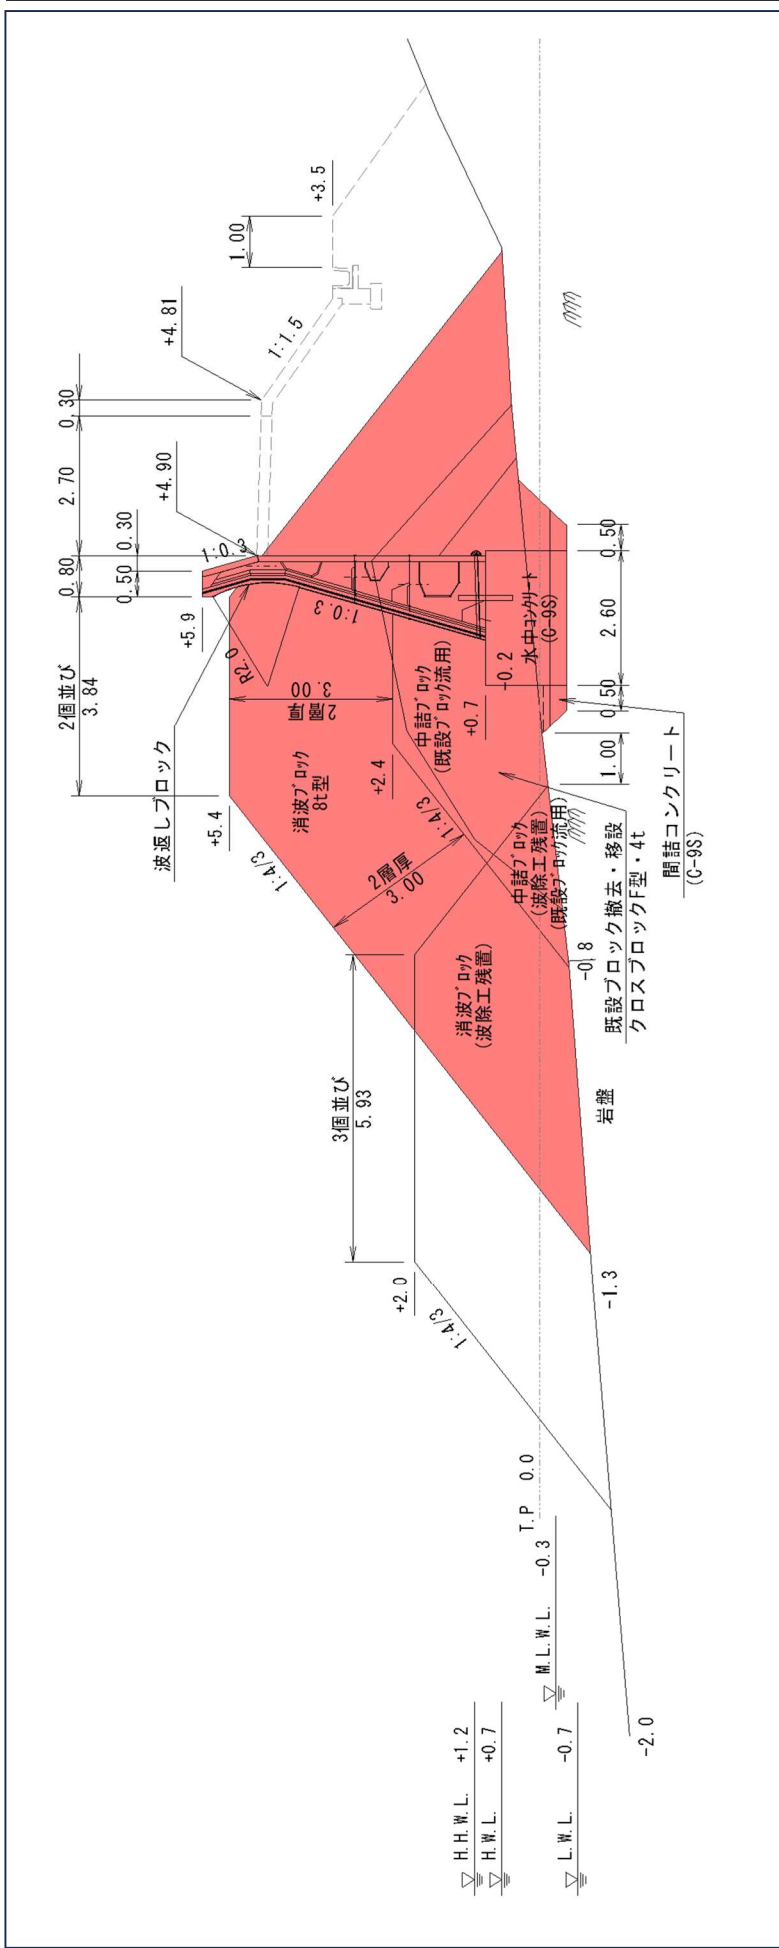 +3.5
1.00
+4.81
1:1.5
0.30
2.70
+4.90
0.30
0.80
0.50
1:0.3
+5.9
2個並び
3.84
R2.0
1:0.3
2個厚
3.00
波返しブロック
消波ブロック
8t型
+5.4
+2.4
中詰ブロック
(既設ブロック流用)
+0.7
-0.2
水中コンクリート
(C-9S)
0.50
2.60
0.50
1.00
間詰コンクリート
(C-9S)
既設ブロック撤去・移設
クロスブロックF型・4t
1:4/3
2層厚
3.00
1:4/3
中詰ブロック
(波除工残置)
(既設ブロック流用)
-0.8
消波ブロック
(波除工残置)
3個並び
5.93
岩盤
+2.0
1:4/3
-1.3
T.P 0.0
M.L.W.L. -0.3
H.H.W.L. +1.2
H.W.L. +0.7
L.W.L. -0.7
-2.0